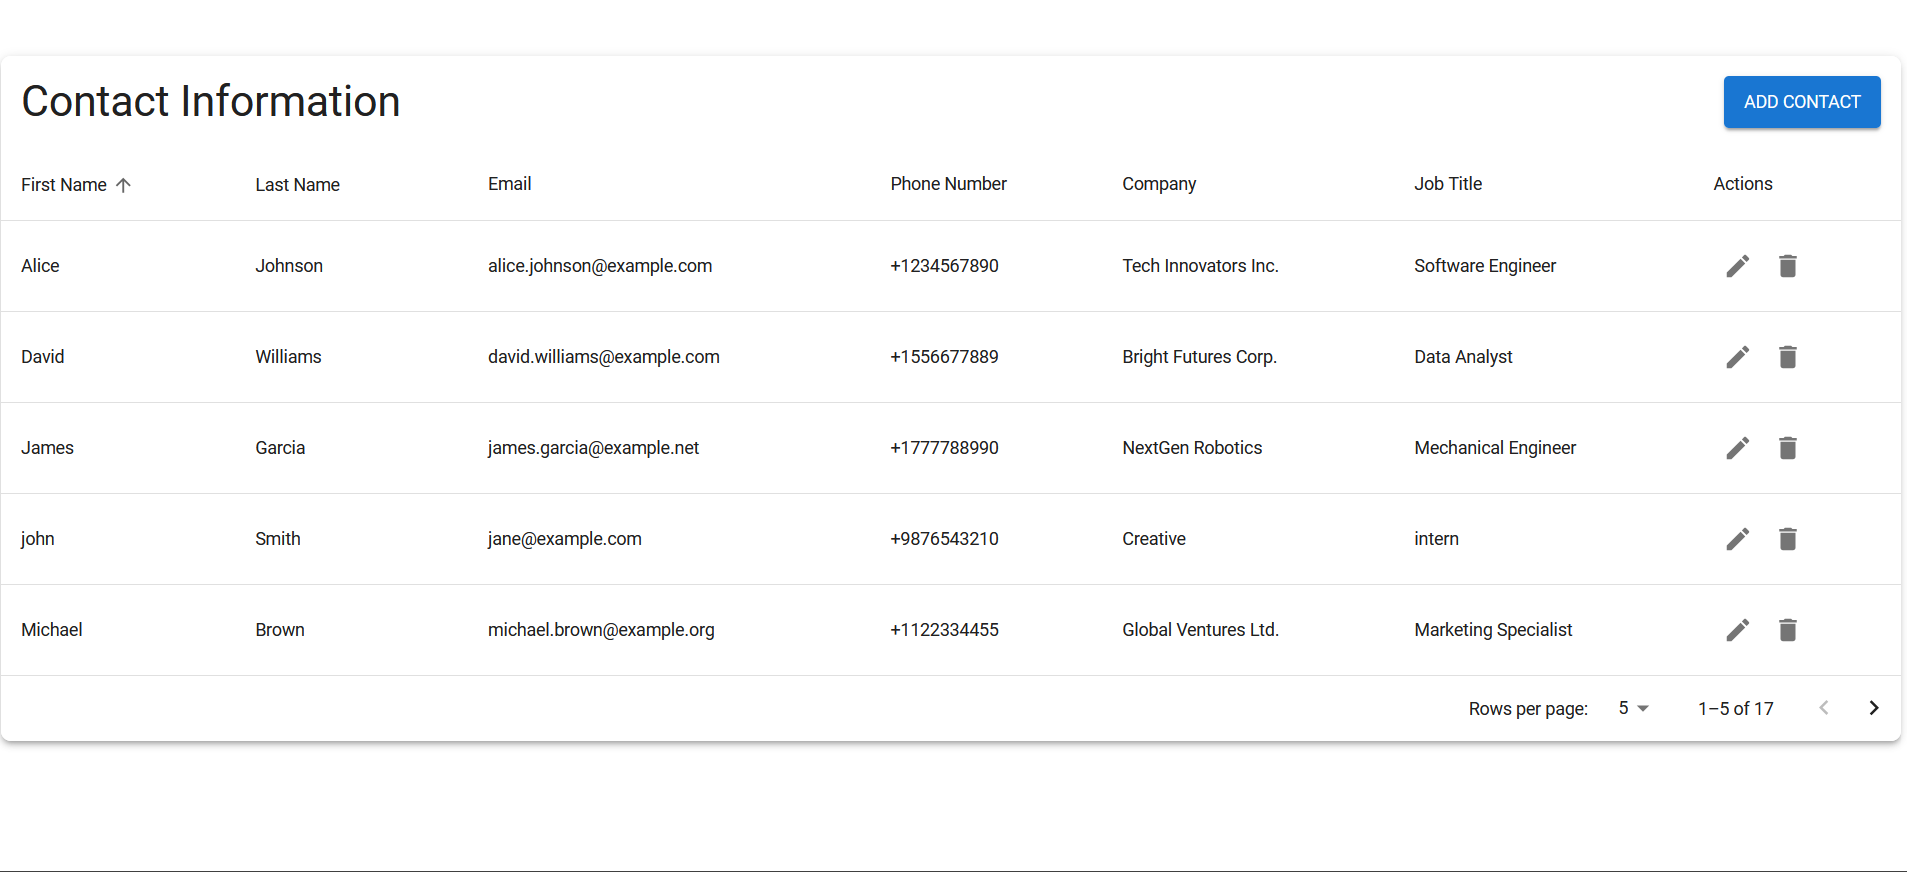 Contact Information
ADD CONTACT
First Name Last Name Email Phone Number Company Job Title Actions
Alice Johnson alice.johnson@example.com +1234567890 Tech Innovators Inc. Software Engineer
David Williams david.williams@example.com +1556677889 Bright Futures Corp. Data Analyst
James Garcia james.garcia@example.net +1777788990 NextGen Robotics Mechanical Engineer
john Smith jane@example.com +9876543210 Creative intern
Michael Brown michael.brown@example.org +1122334455 Global Ventures Ltd. Marketing Specialist
Rows per page: 5 1–5 of 17